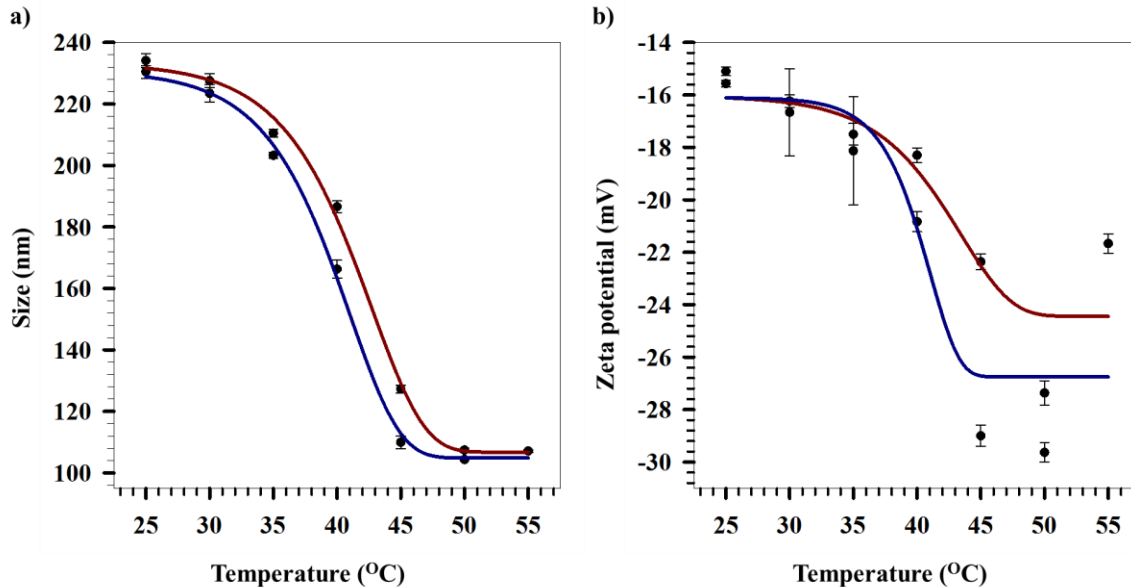 a)
Size (nm)
240
220
200
180
160
140
120
100
25 30 35 40 45 50 55
Temperature (OC)
b)
Zeta potential (mV)
-14
-16
-18
-20
-22
-24
-26
-28
-30
25 30 35 40 45 50 55
Temperature (OC)